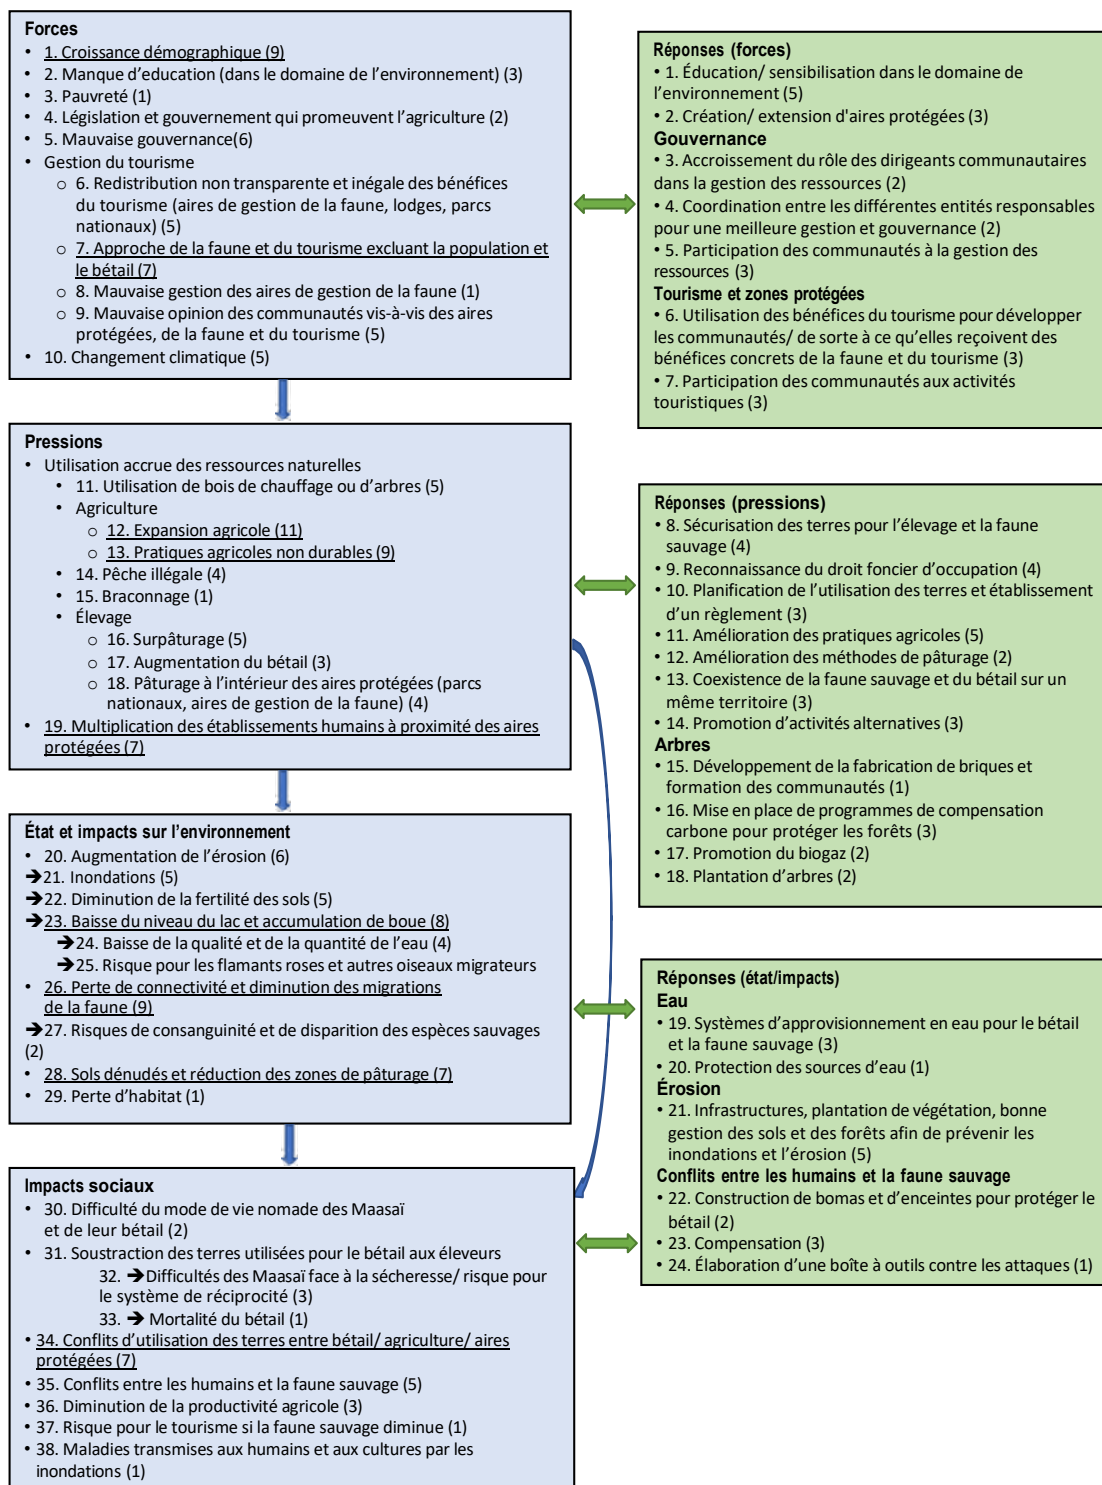 Forces
• 1. Croissance démographique (9)
• 2. Manque d'education (dans le domaine de l'environnement) (3)
• 3. Pauvreté (1)
• 4. Législation et gouvernement qui promeuvent l'agriculture (2)
• 5. Mauvaise gouvernance(6)
• Gestion du tourisme
o 6. Redistribution non transparente et inégale des bénéfices
du tourisme (aires de gestion de la faune, lodges, parcs
nationaux) (5)
o 7. Approche de la faune et du tourisme excluant la population et
le bétail (7)
o 8. Mauvaise gestion des aires de gestion de la faune (1)
o 9. Mauvaise opinion des communautés vis-à-vis des aires
protégées, de la faune et du tourisme (5)
• 10. Changement climatique (5)
Réponses (forces)
• 1. Éducation/ sensibilisation dans le domaine de
l'environnement (5)
• 2. Création/ extension d'aires protégées (3)
Gouvernance
• 3. Accroissement du rôle des dirigeants communautaires
dans la gestion des ressources (2)
• 4. Coordination entre les différentes entités responsables
pour une meilleure gestion et gouvernance (2)
• 5. Participation des communautés à la gestion des
ressources (3)
Tourisme et zones protégées
• 6. Utilisation des bénéfices du tourisme pour développer
les communautés/ de sorte à ce qu'elles reçoivent des
bénéfices concrets de la faune et du tourisme (3)
• 7. Participation des communautés aux activités
touristiques (3)
Pressions
• Utilisation accrue des ressources naturelles
• 11. Utilisation de bois de chauffage ou d'arbres (5)
• Agriculture
o 12. Expansion agricole (11)
o 13. Pratiques agricoles non durables (9)
• 14. Pêche illégale (4)
• 15. Braconnage (1)
• Élevage
o 16. Surpâturage (5)
o 17. Augmentation du bétail (3)
o 18. Pâturage à l'intérieur des aires protégées (parcs
nationaux, aires de gestion de la faune) (4)
• 19. Multiplication des établissements humains à proximité des aires
protégées (7)
Réponses (pressions)
• 8. Sécurisation des terres pour l'élevage et la faune
sauvage (4)
• 9. Reconnaissance du droit foncier d'occupation (4)
• 10. Planification de l'utilisation des terres et établissement
d'un règlement (3)
• 11. Amélioration des pratiques agricoles (5)
• 12. Amélioration des méthodes de pâturage (2)
• 13. Coexistence de la faune sauvage et du bétail sur un
même territoire (3)
• 14. Promotion d'activités alternatives (3)
Arbres
• 15. Développement de la fabrication de briques et
formation des communautés (1)
• 16. Mise en place de programmes de compensation
carbone pour protéger les forêts (3)
• 17. Promotion du biogaz (2)
• 18. Plantation d'arbres (2)
État et impacts sur l'environnement
• 20. Augmentation de l'érosion (6)
➔21. Inondations (5)
➔22. Diminution de la fertilité des sols (5)
➔23. Baisse du niveau du lac et accumulation de boue (8)
➔24. Baisse de la qualité et de la quantité de l'eau (4)
➔25. Risque pour les flamants roses et autres oiseaux migrateurs
• 26. Perte de connectivité et diminution des migrations
de la faune (9)
➔27. Risques de consanguinité et de disparition des espèces sauvages
(2)
• 28. Sols dénudés et réduction des zones de pâturage (7)
• 29. Perte d'habitat (1)
Réponses (état/impacts)
Eau
• 19. Systèmes d'approvisionnement en eau pour le bétail
et la faune sauvage (3)
• 20. Protection des sources d'eau (1)
Érosion
• 21. Infrastructures, plantation de végétation, bonne
gestion des sols et des forêts afin de prévenir les
inondations et l'érosion (5)
Conflits entre les humains et la faune sauvage
• 22. Construction de bomas et d'enceintes pour protéger le
bétail (2)
• 23. Compensation (3)
• 24. Élaboration d'une boîte à outils contre les attaques (1)
Impacts sociaux
• 30. Difficulté du mode de vie nomade des Maasaï
et de leur bétail (2)
• 31. Soustraction des terres utilisées pour le bétail aux éleveurs
32. ➔Difficultés des Maasaï face à la sécheresse/ risque pour
le système de réciprocité (3)
33. ➔ Mortalité du bétail (1)
• 34. Conflits d'utilisation des terres entre bétail/ agriculture/ aires
protégées (7)
• 35. Conflits entre les humains et la faune sauvage (5)
• 36. Diminution de la productivité agricole (3)
• 37. Risque pour le tourisme si la faune sauvage diminue (1)
• 38. Maladies transmises aux humains et aux cultures par les
inondations (1)